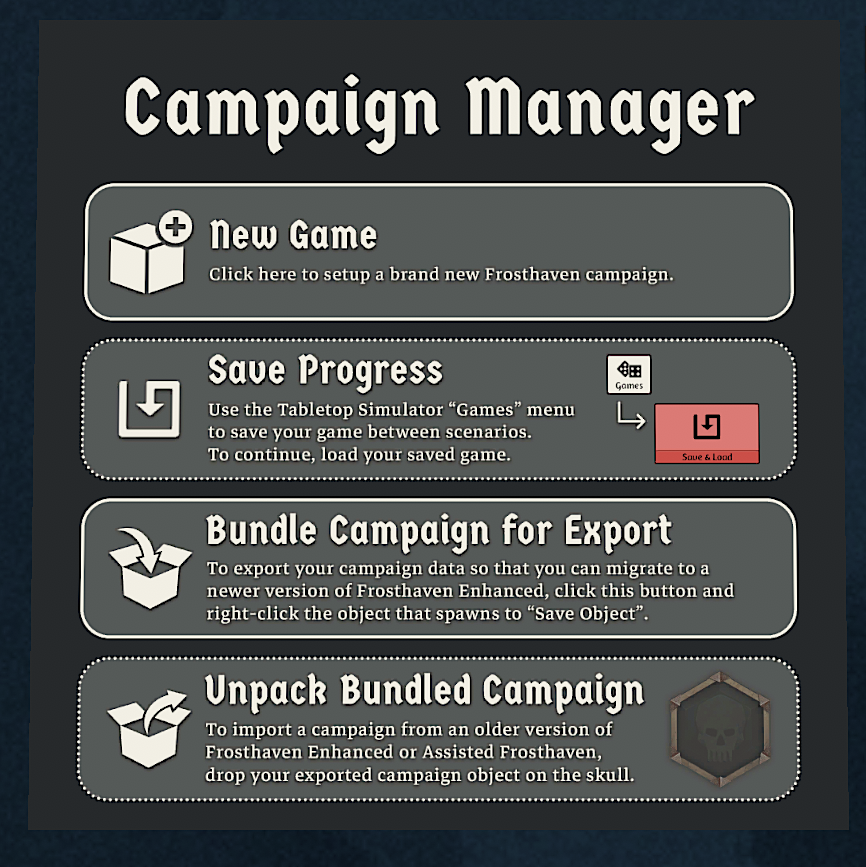 Campaign Manager
New Game
Click here to setup a brand new Frosthaven campaign.
Save Progress
Use the Tabletop Simulator “Games” menu
to save your game between scenarios.
To continue, load your saved game.
Games
Save & Load
Bundle Campaign for Export
To export your campaign data so that you can migrate to a
newer version of Frosthaven Enhanced, click this button and
right-click the object that spawns to “Save Object”.
Unpack Bundled Campaign
To import a campaign from an older version of
Frosthaven Enhanced or Assisted Frosthaven,
drop your exported campaign object on the skull.